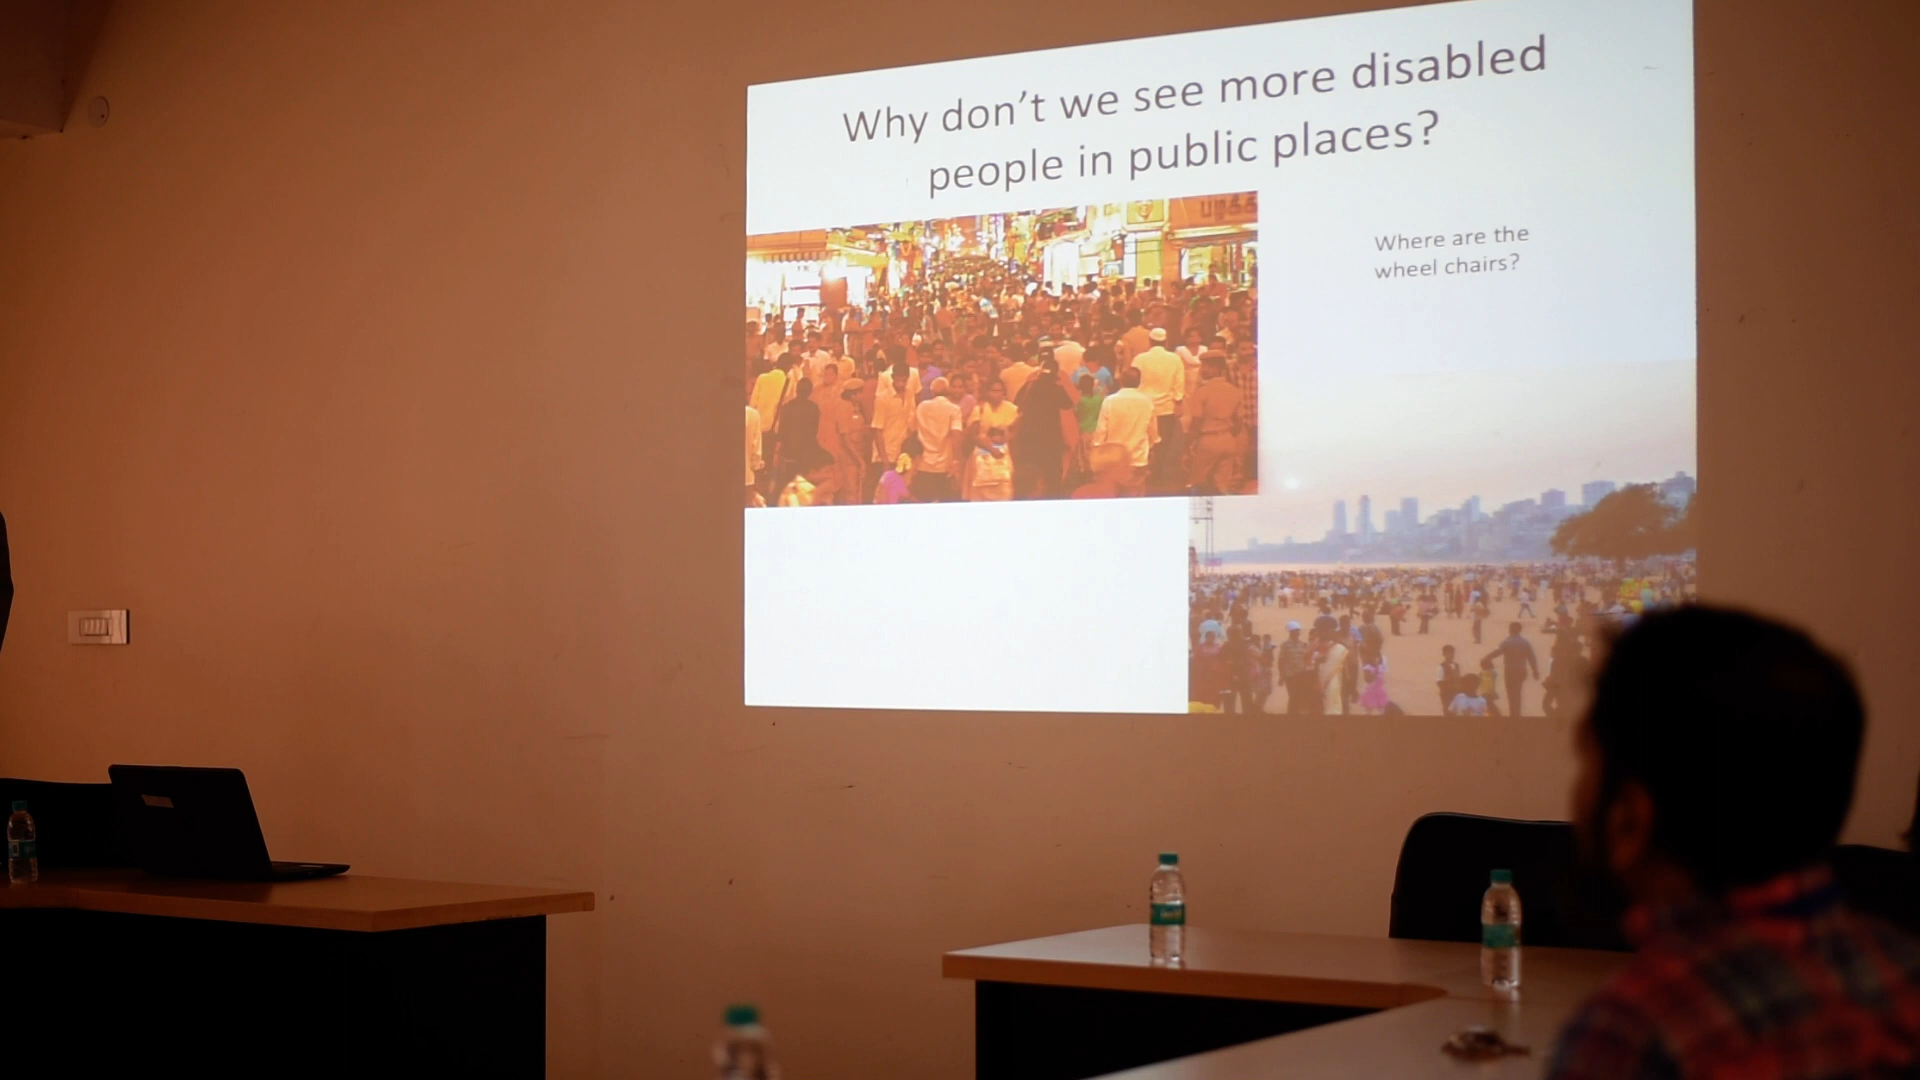 Why don't we see more disabled
people in public places?
Where are the
wheel chairs?